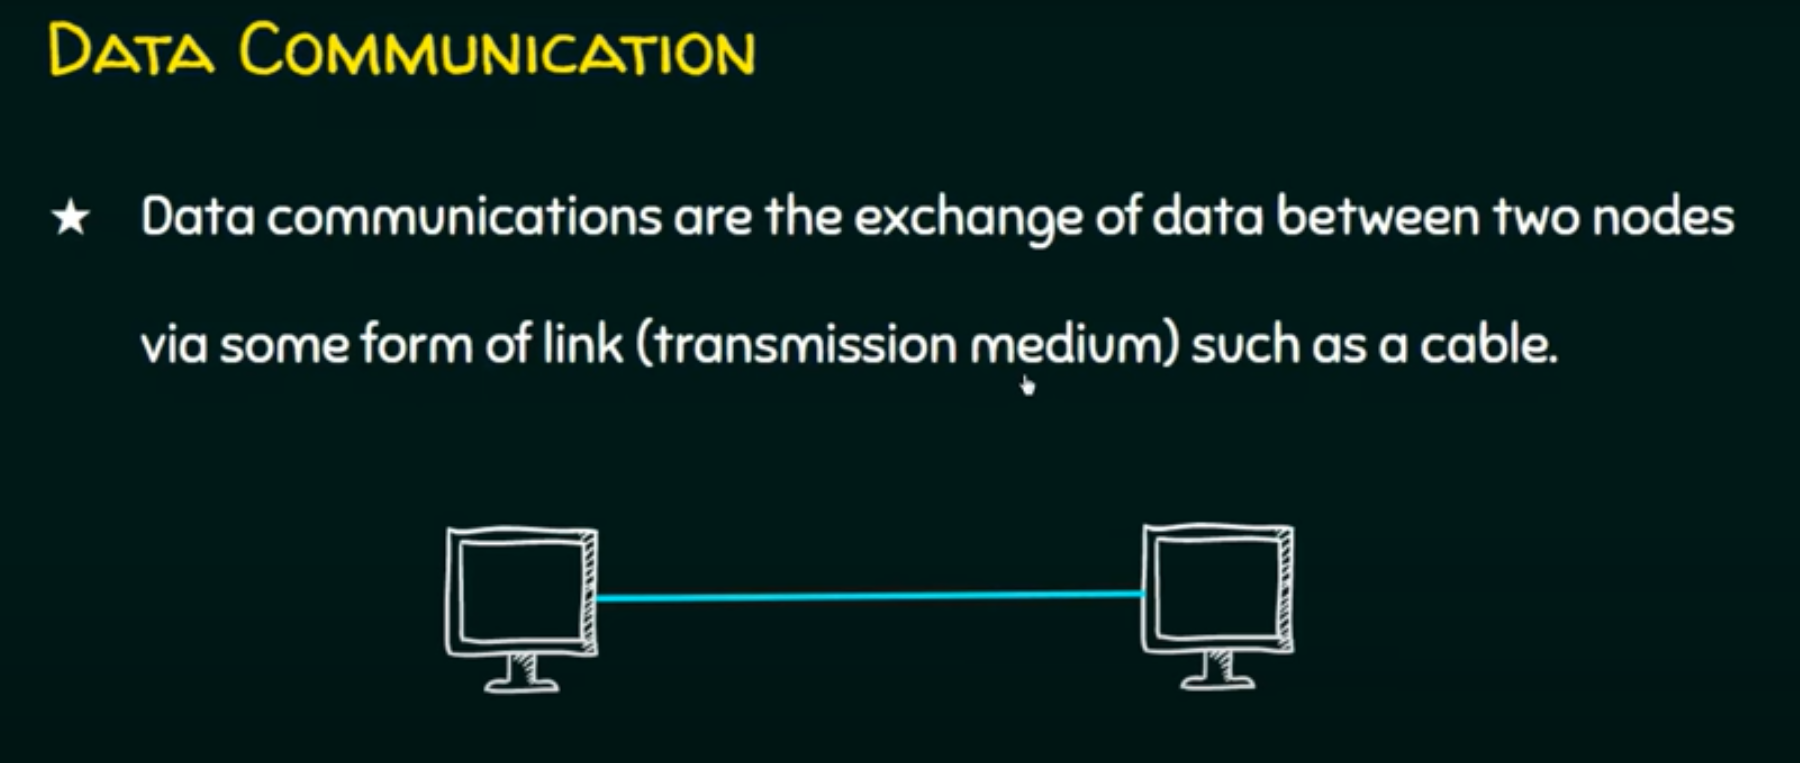 DATA COMMUNICATION
★ Data communications are the exchange of data between two nodes
via some form of link (transmission medium) such as a cable.